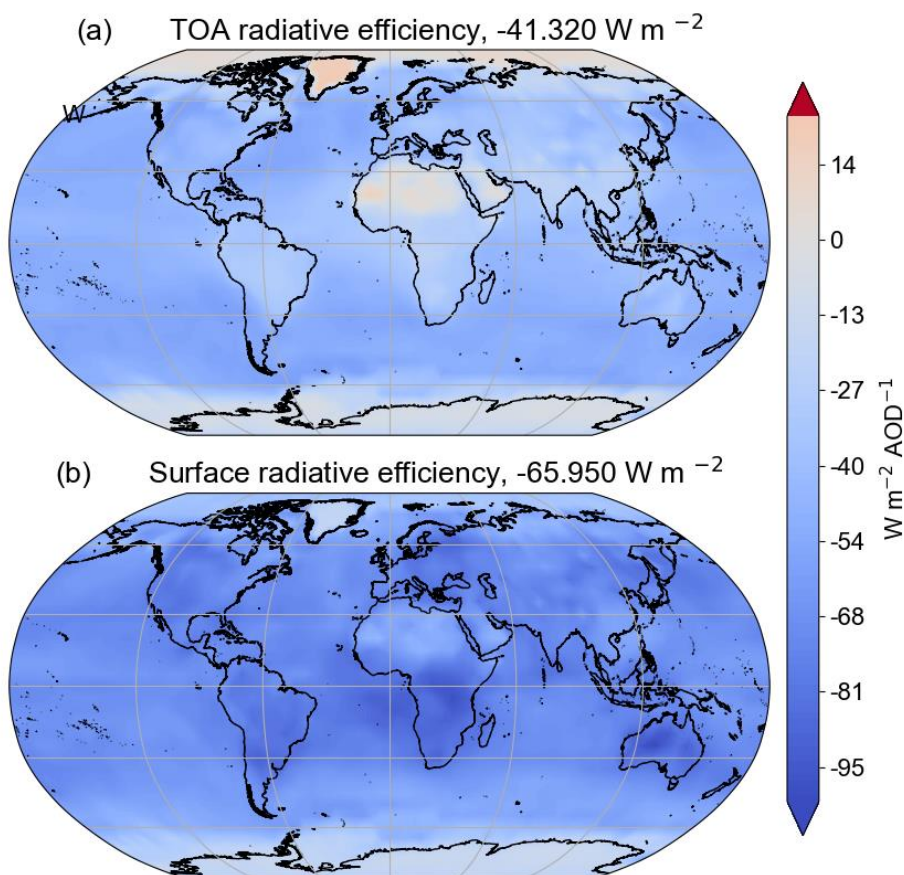 (a) TOA radiative efficiency, -41.320 W m ⁻²
W
14
0
-13
-27
-40
-54
-68
-81
-95
W m⁻² AOD⁻¹
(b) Surface radiative efficiency, -65.950 W m ⁻²